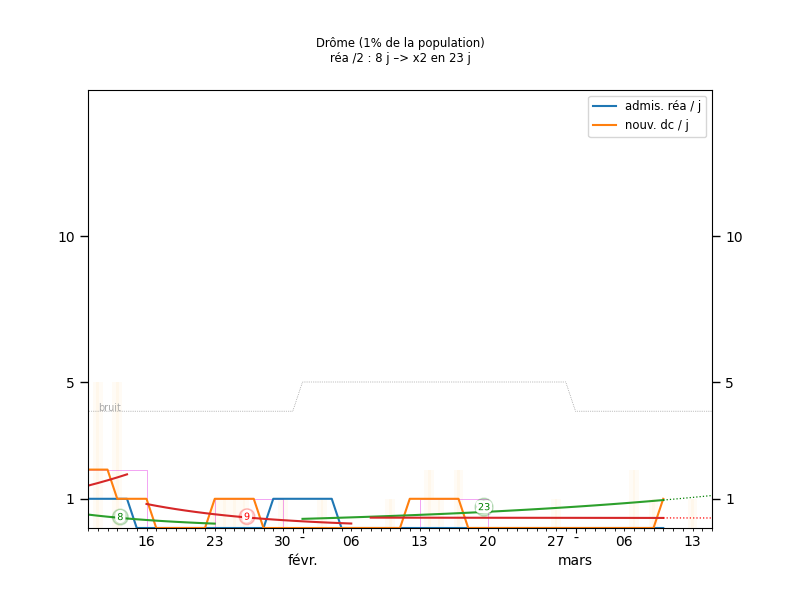 Drôme (1% de la population)
réa /2 : 8 j –> x2 en 23 j
admis. réa / j
nouv. dc / j
10
10
5
5
bruit
1
1
8
9
23
16
23
30
-
06
13
20
27
-
06
13
févr.
mars